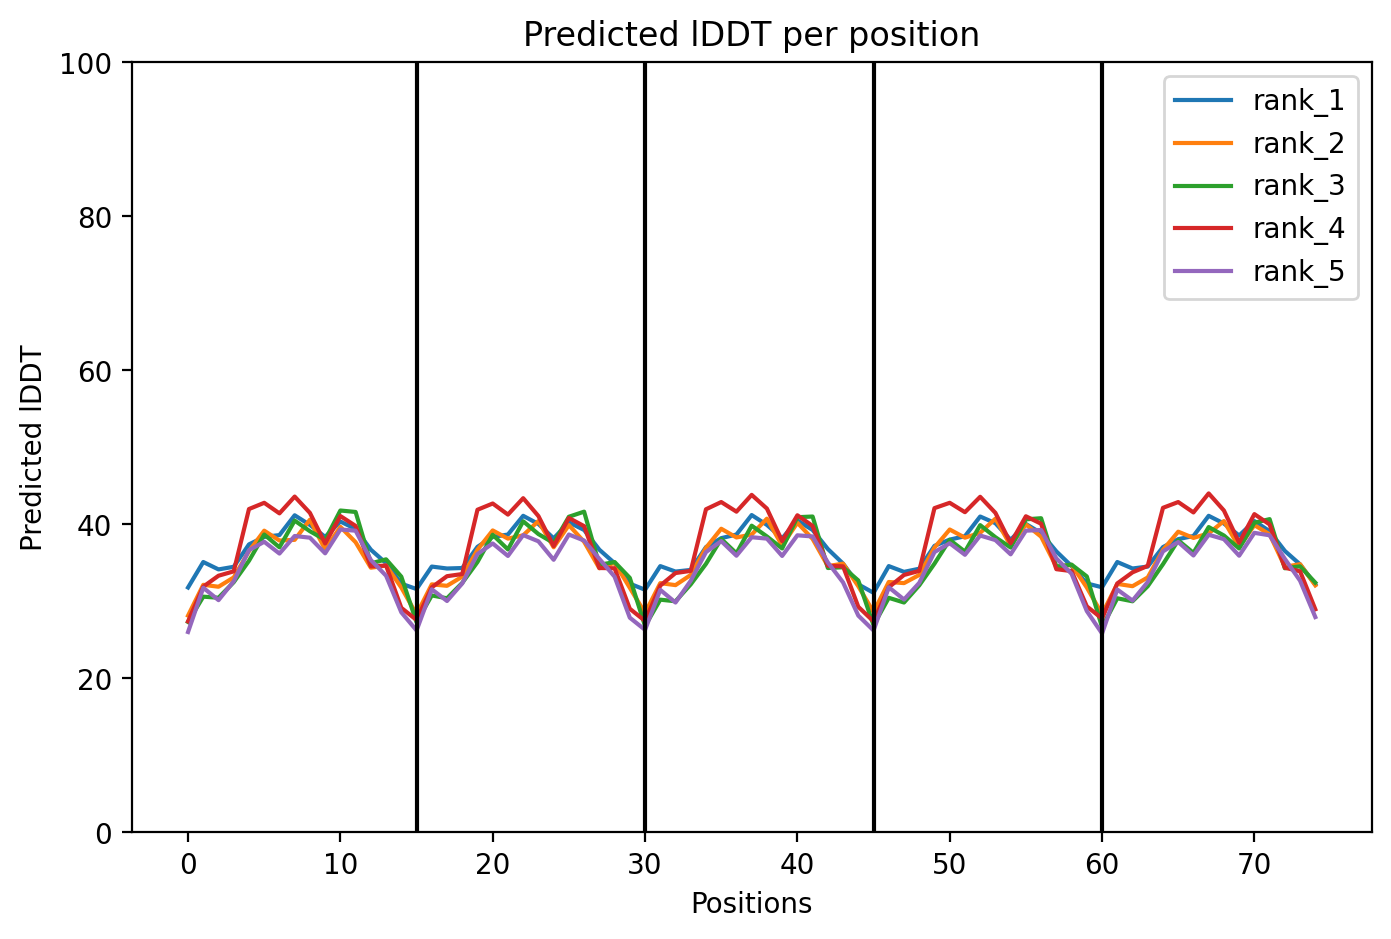 Predicted lDDT per position
100
80
60
40
20
0
Predicted lDDT
0 10 20 30 40 50 60 70
Positions
rank_1
rank_2
rank_3
rank_4
rank_5